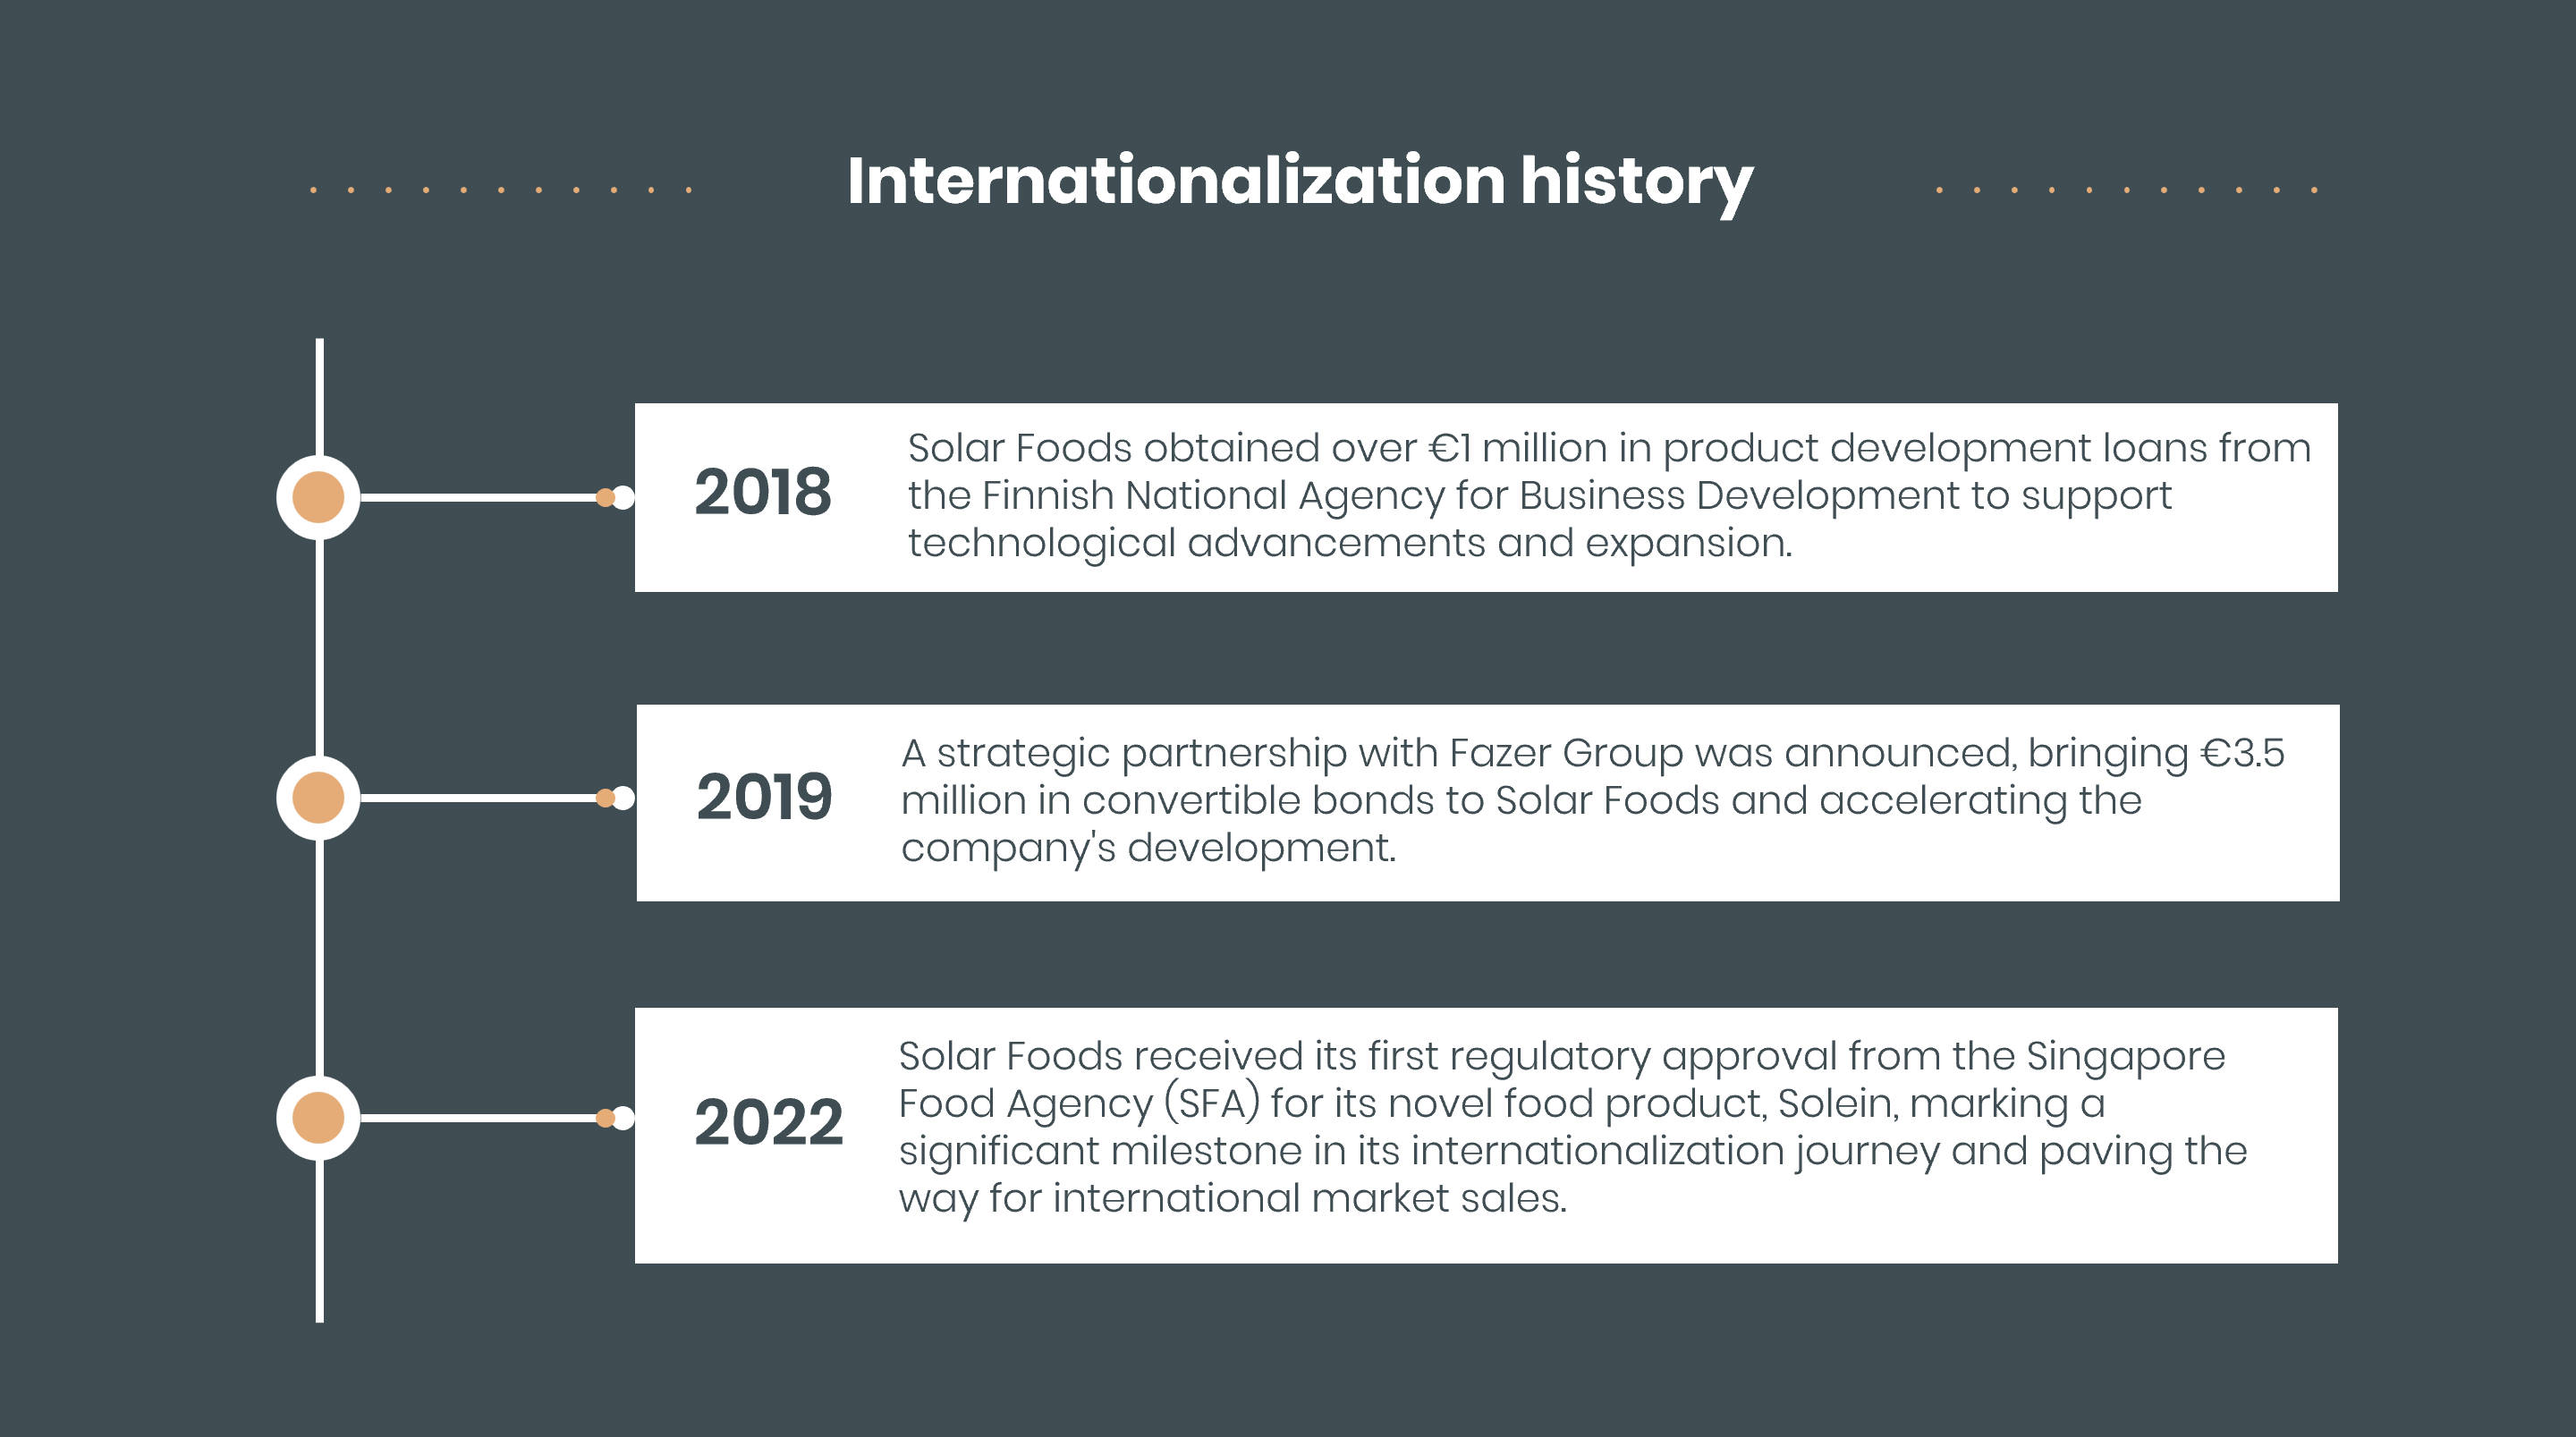 Internationalization history
2018
Solar Foods obtained over €1 million in product development loans from
the Finnish National Agency for Business Development to support
technological advancements and expansion.
2019
A strategic partnership with Fazer Group was announced, bringing €3.5
million in convertible bonds to Solar Foods and accelerating the
company's development.
2022
Solar Foods received its first regulatory approval from the Singapore
Food Agency (SFA) for its novel food product, Solein, marking a
significant milestone in its internationalization journey and paving the
way for international market sales.